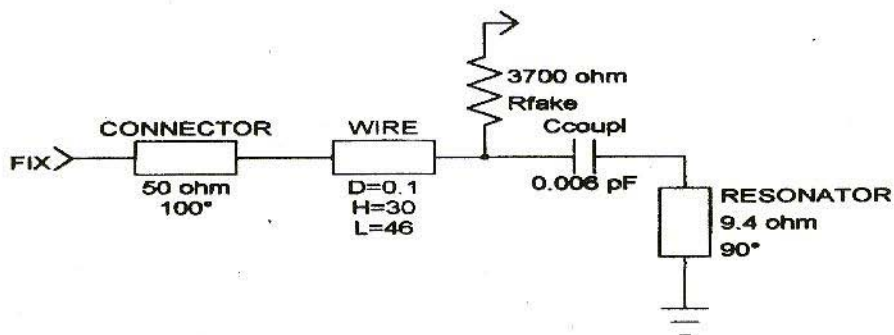 3700 ohm
Rfake
CONNECTOR
WIRE
Ccoupl
FIX
50 ohm
100°
D=0.1
H=30
L=46
0.006 pF
RESONATOR
9.4 ohm
90°